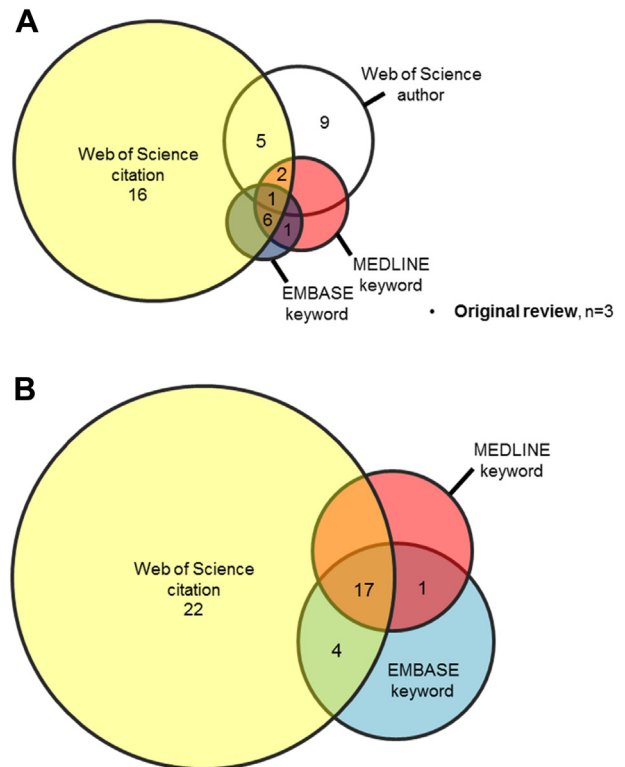 A
Web of Science
author
9
5
Web of Science
citation
16
2
1
6
1
MEDLINE
keyword
EMBASE
keyword
• Original review, n=3
B
MEDLINE
keyword
Web of Science
citation
22
17
1
4
EMBASE
keyword